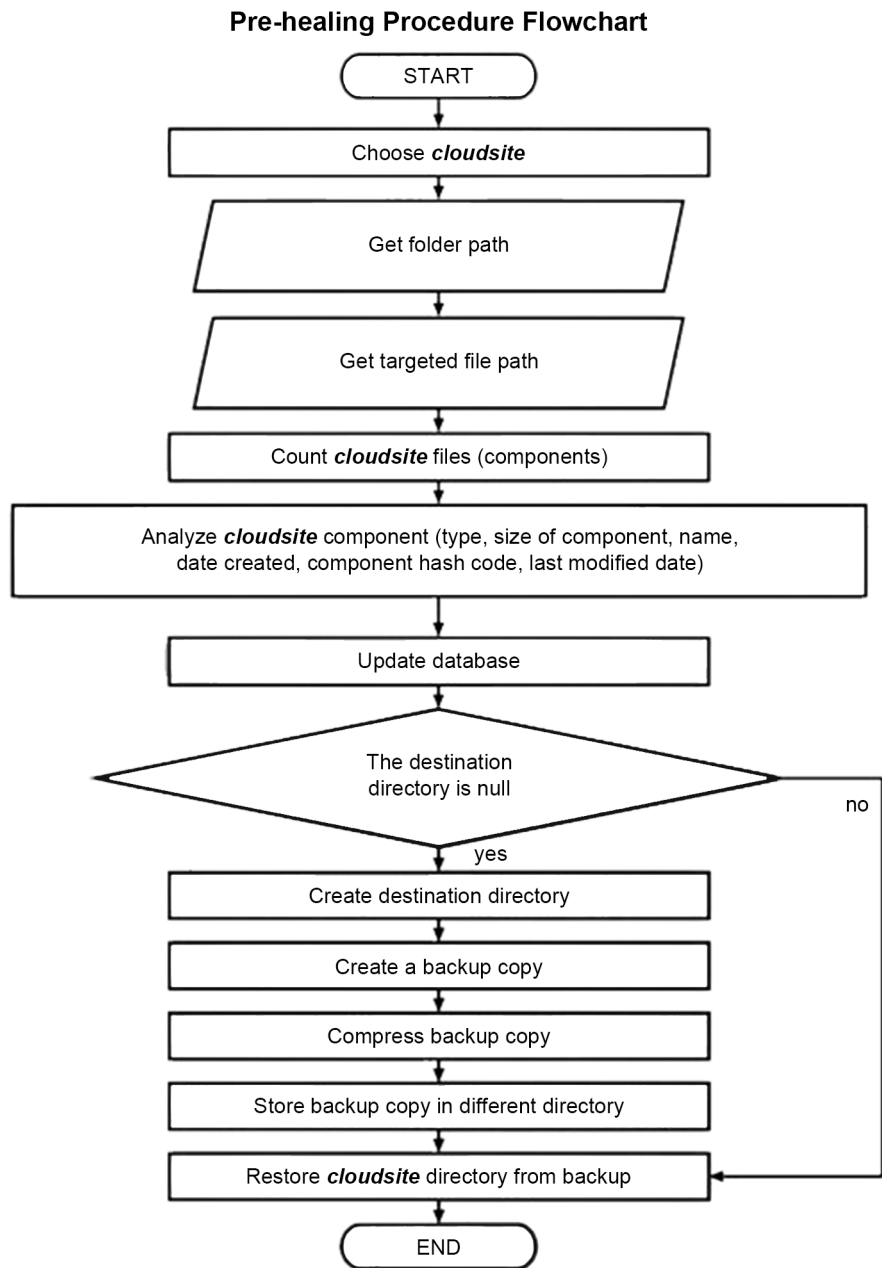 Pre-healing Procedure Flowchart
START
Choose cloudsite
Get folder path
Get targeted file path
Count cloudsite files (components)
Analyze cloudsite component (type, size of component, name,
date created, component hash code, last modified date)
Update database
The destination
directory is null
no
yes
Create destination directory
Create a backup copy
Compress backup copy
Store backup copy in different directory
Restore cloudsite directory from backup
END